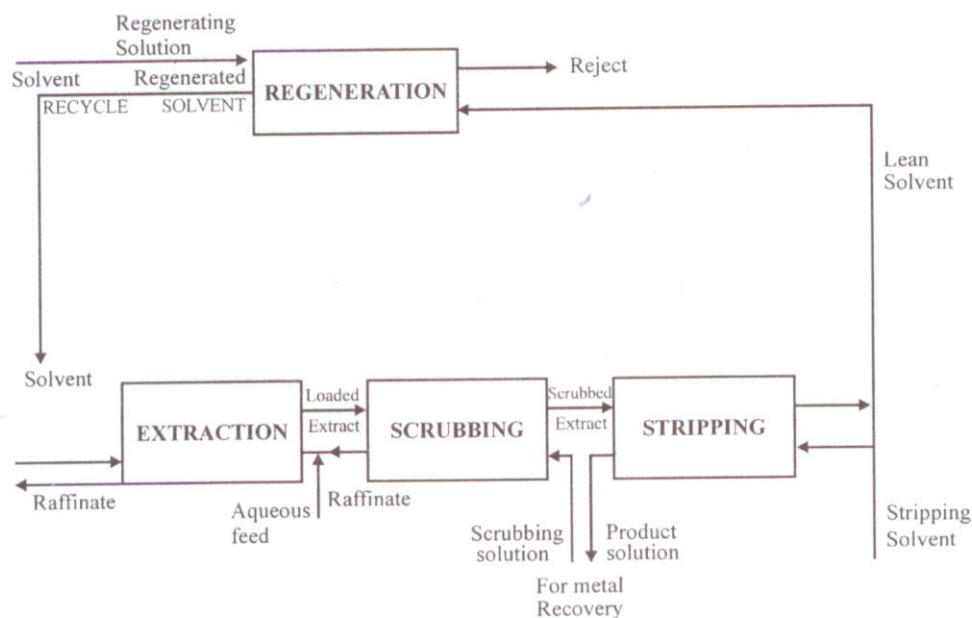 Regenerating
Solution
Solvent Regenerated
RECYCLE SOLVENT
REGENERATION
Reject
Lean
Solvent
Solvent
EXTRACTION
Loaded
Extract
SCRUBBING
Scrubbed
Extract
STRIPPING
Raffinate
Aqueous
feed
Raffinate
Scrubbing
solution
Product
solution
Stripping
Solvent
For metal
Recovery